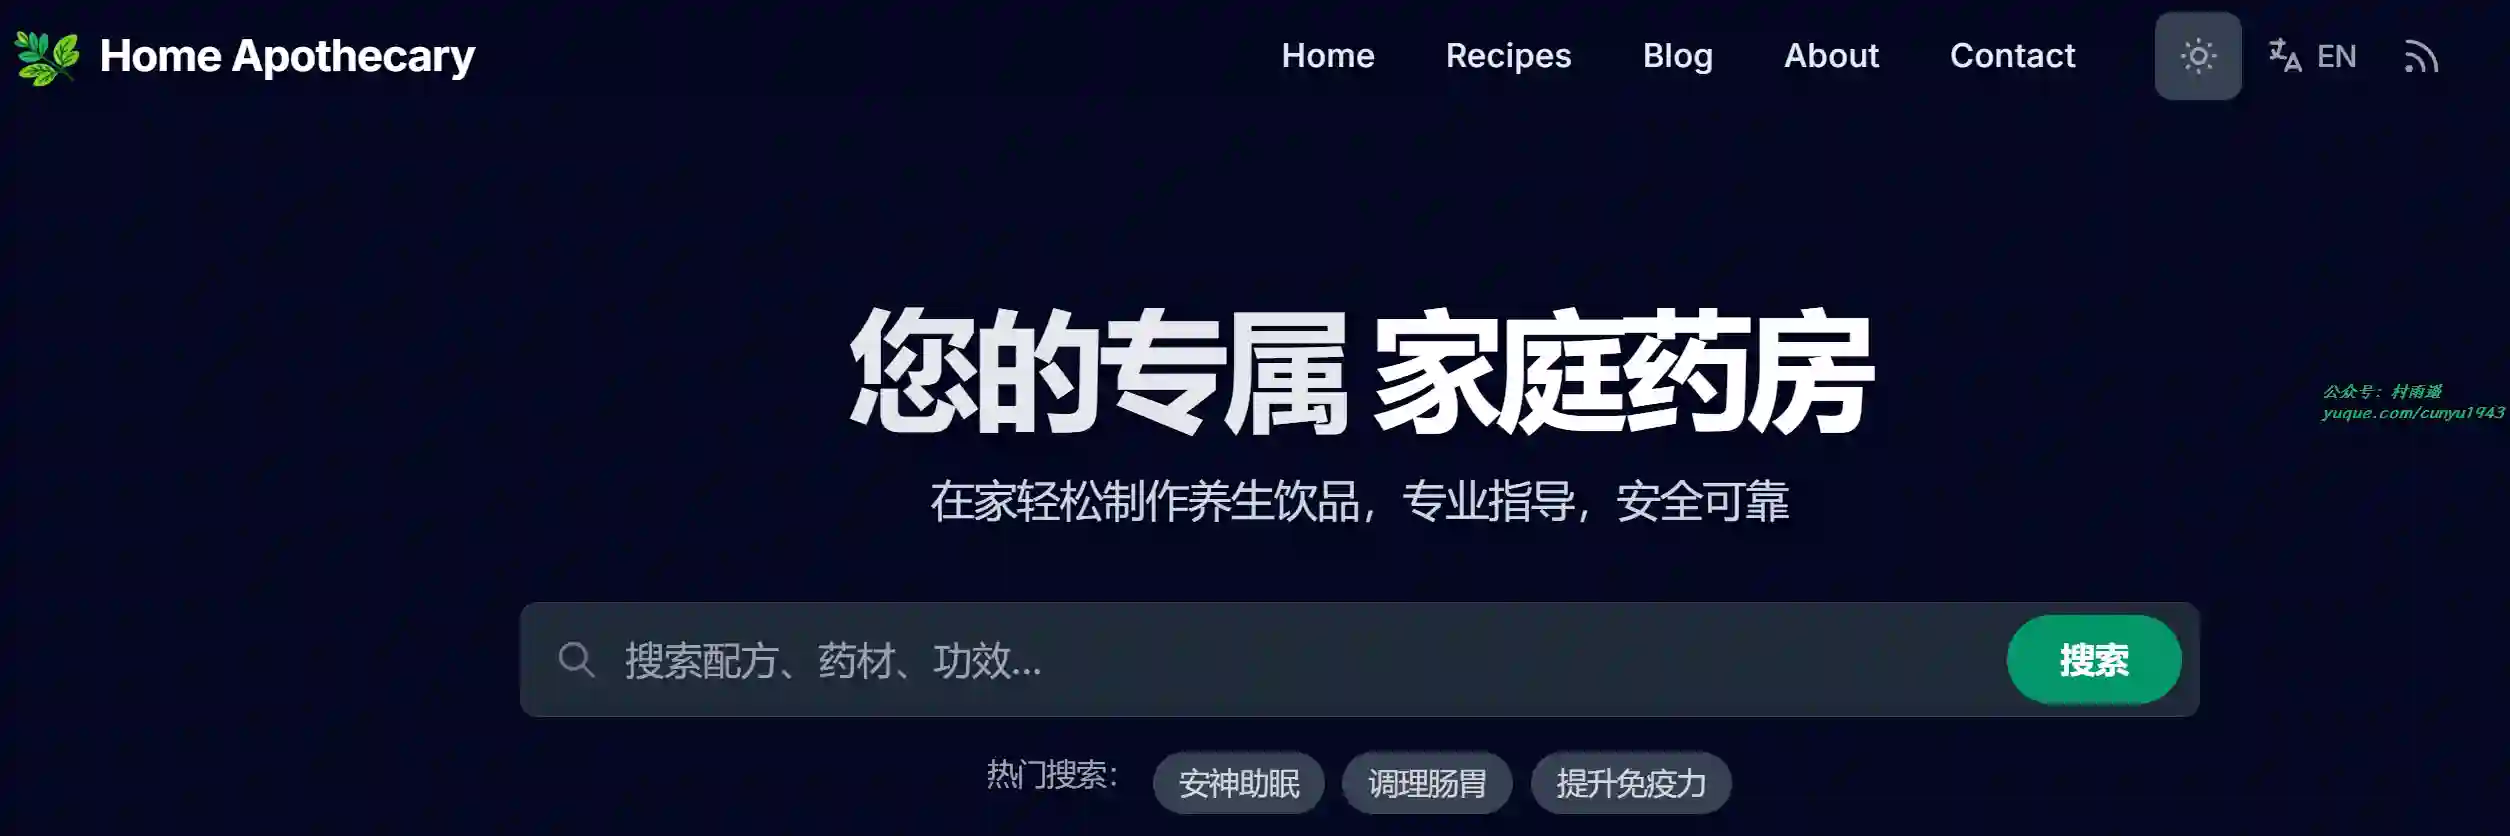 Home Apothecary
Home Recipes Blog About Contact EN
您的专属 家庭药房
公众号：村雨遥
yuque.com/cunyu1943
在家轻松制作养生饮品，专业指导，安全可靠
搜索配方、药材、功效... 搜索
热门搜索： 安神助眠 调理肠胃 提升免疫力